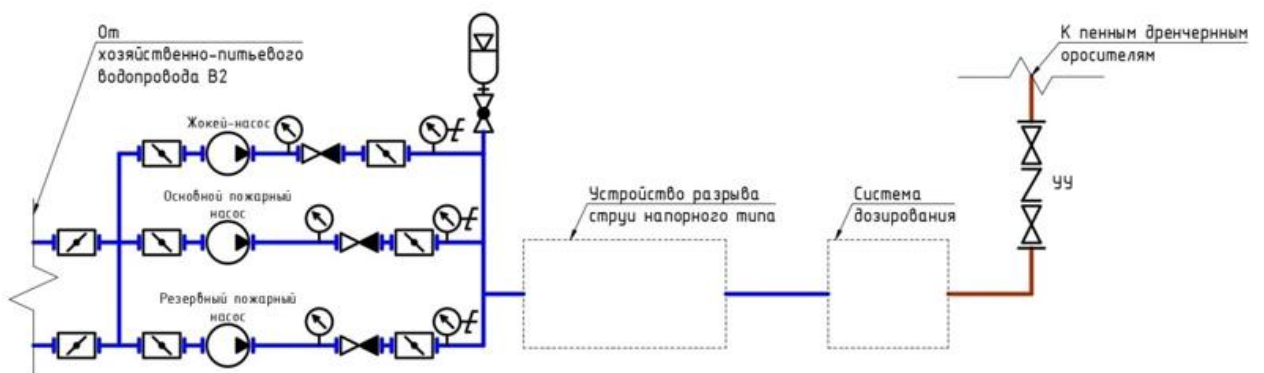 От
хозяйственно-питьевого
водопровода В2
К пенным дренчернным
оросителям
Жокей-насос
Основной пожарный
насос
Устройство разрыва
струи напорного типа
Система
дозирования
УУ
Резервный пожарный
насос